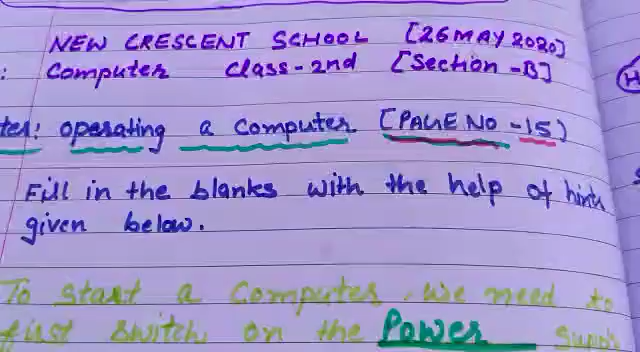 NEW CRESCENT SCHOOL [26 MAY 2020]
: Computer Class-2nd [Section-B]
ter: operating a Computer [PAGE NO-15)
Fill in the blanks with the help of hints
given below.
To start a Computer, we need to
first switch on the Power